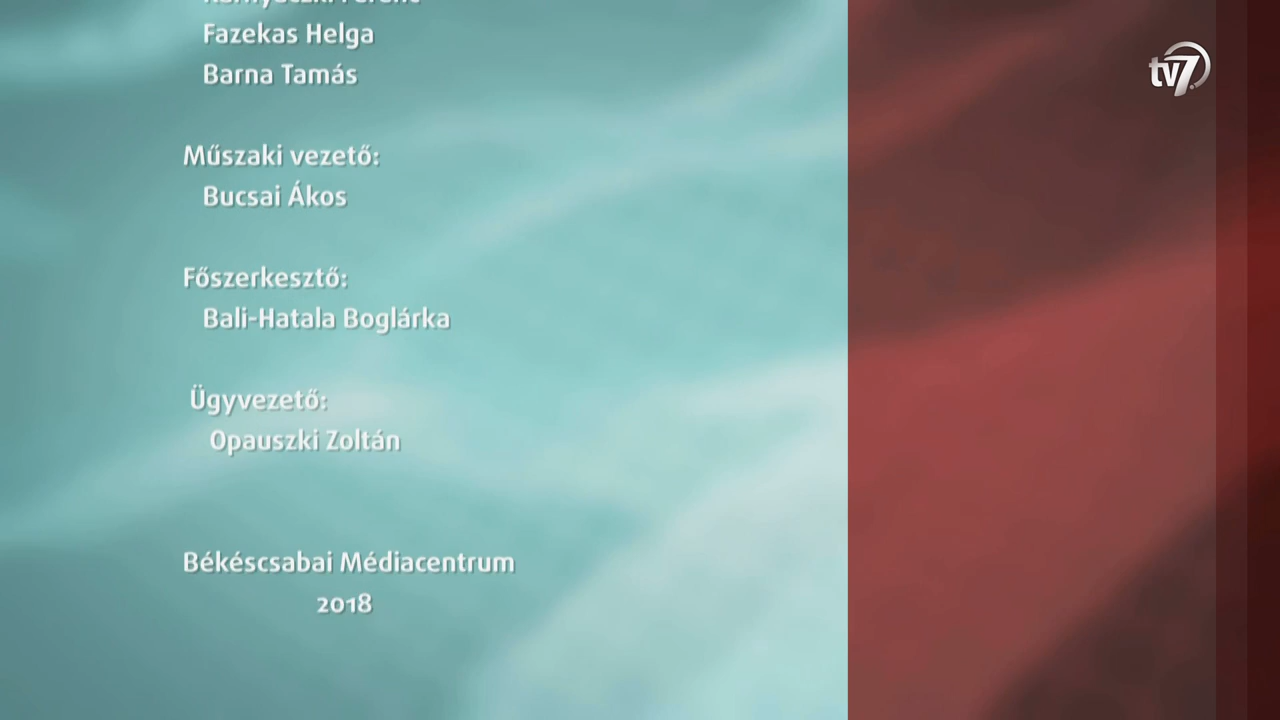 Fazekas Helga
Barna Tamás
Műszaki vezető:
Bucsai Ákos
Főszerkesztő:
Bali-Hatala Boglárka
Ügyvezető:
Opauszki Zoltán
Békéscsabai Médiacentrum
2018
tv7.